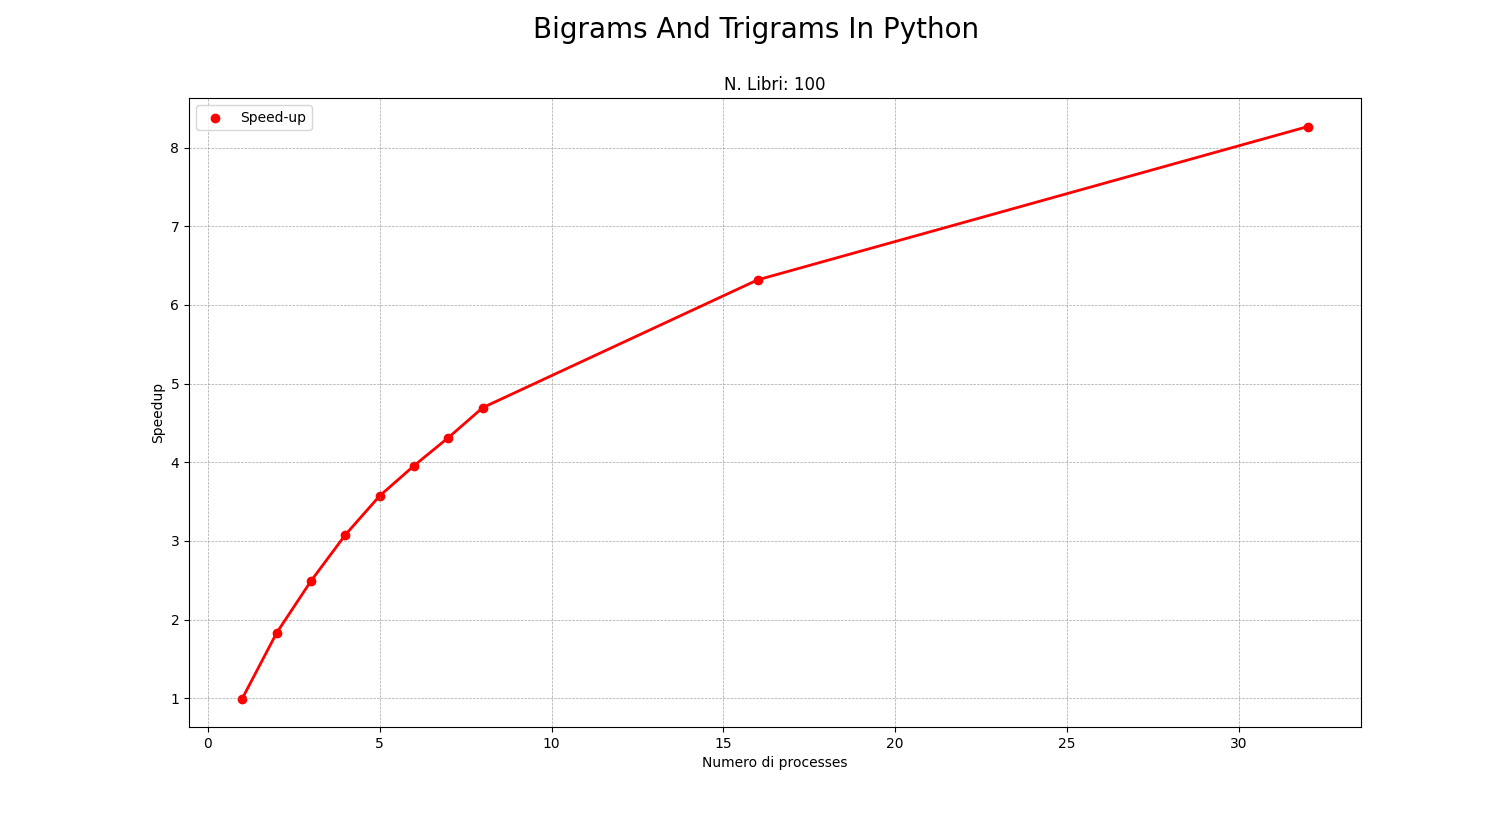 Bigrams And Trigrams In Python
N. Libri: 100
Speed-up
8
7
6
5
4
3
2
1
Speedup
0 5 10 15 20 25 30
Numero di processes